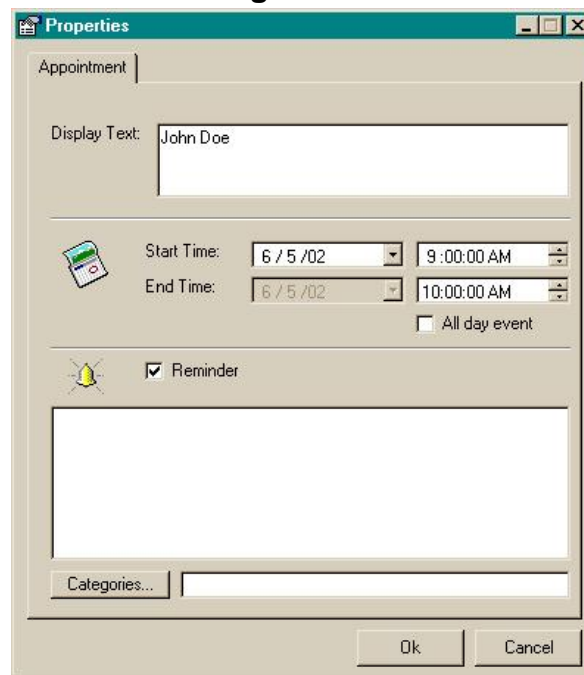 Properties
Appointment
Display Text: John Doe
Start Time: 6 / 5 /02 9 :00:00 AM
End Time: 6 / 5 /02 10:00:00 AM
All day event
Reminder
Categories...
Ok Cancel